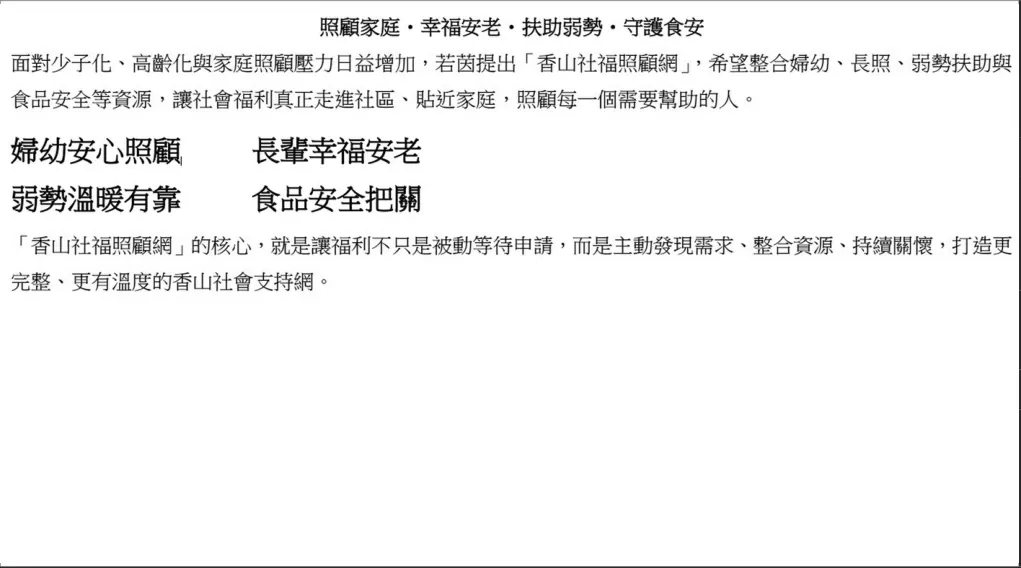 照顧家庭・幸福安老・扶助弱勢・守護食安
面對少子化、高齡化與家庭照顧壓力日益增加，若茵提出「香山社福照顧網」，希望整合婦幼、長照、弱勢扶助與
食品安全等資源，讓社會福利真正走進社區、貼近家庭，照顧每一個需要幫助的人。
婦幼安心照顧 長輩幸福安老
弱勢溫暖有靠 食品安全把關
「香山社福照顧網」的核心，就是讓福利不只是被動等待申請，而是主動發現需求、整合資源、持續關懷，打造更
完整、更有溫度的香山社會支持網。